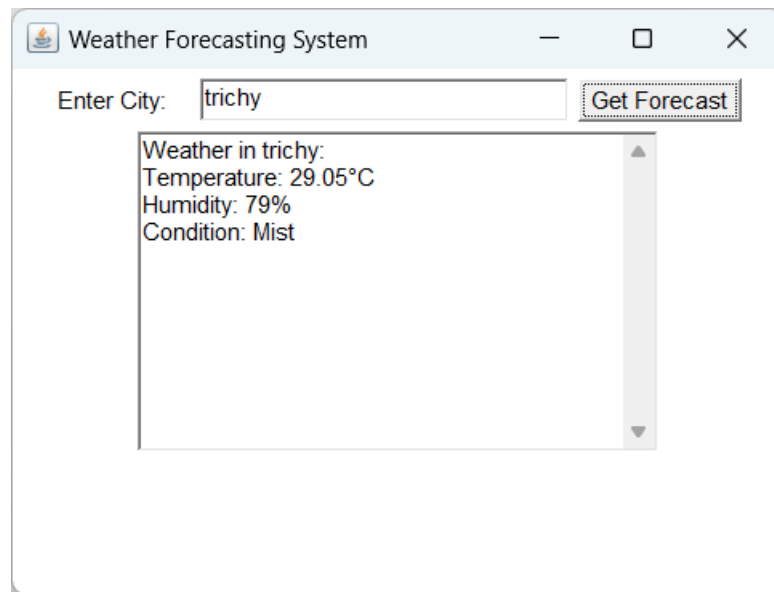 Weather Forecasting System
Enter City: trichy Get Forecast
Weather in trichy:
Temperature: 29.05°C
Humidity: 79%
Condition: Mist